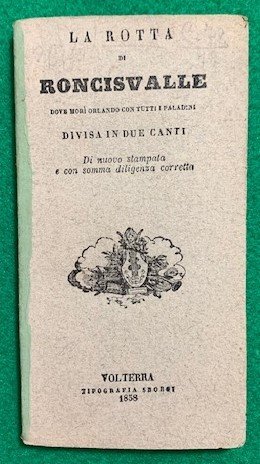 LA ROTTA
DI
RONCISVALLE
DOVE MORÌ ORLANDO CON TUTTI I PALADINI
DIVISA IN DUE CANTI
Di nuovo stampata
e con somma diligenza corretta
VOLTERRA
TIPOGRAFIA SBORGI
1858